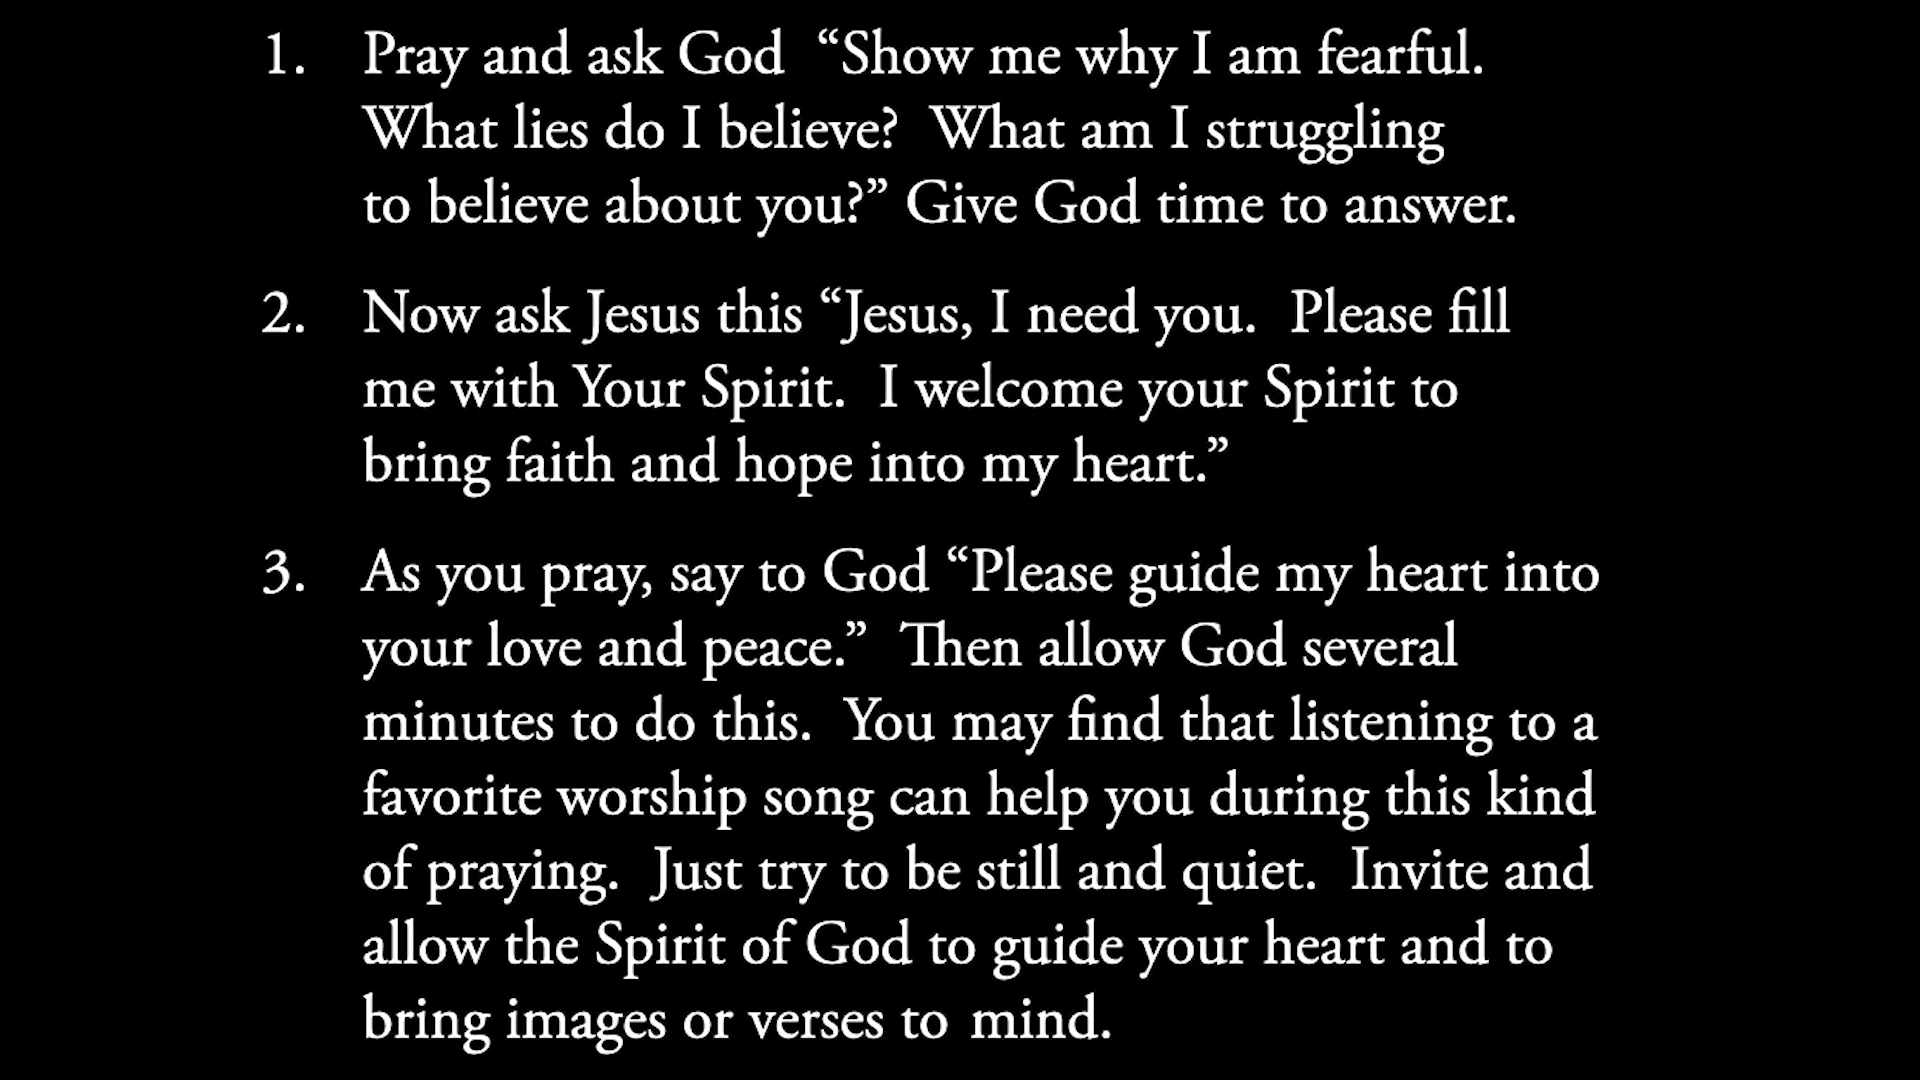 1. Pray and ask God “Show me why I am fearful.
What lies do I believe? What am I struggling
to believe about you?” Give God time to answer.
2. Now ask Jesus this “Jesus, I need you. Please fill
me with Your Spirit. I welcome your Spirit to
bring faith and hope into my heart.”
3. As you pray, say to God “Please guide my heart into
your love and peace.” Then allow God several
minutes to do this. You may find that listening to a
favorite worship song can help you during this kind
of praying. Just try to be still and quiet. Invite and
allow the Spirit of God to guide your heart and to
bring images or verses to mind.